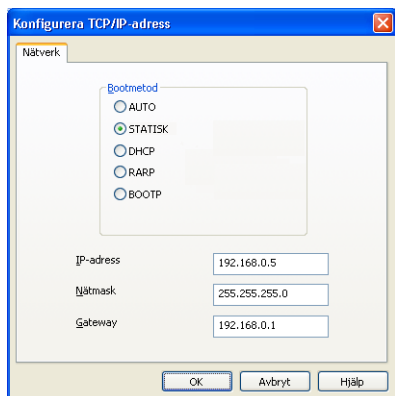 Konfigurera TCP/IP-adress
Nätverk
Bootmetod
AUTO
STATISK
DHCP
RARP
BOOTP
IP-adress 192.168.0.5
Nätmask 255.255.255.0
Gateway 192.168.0.1
OK Avbryt Hjälp